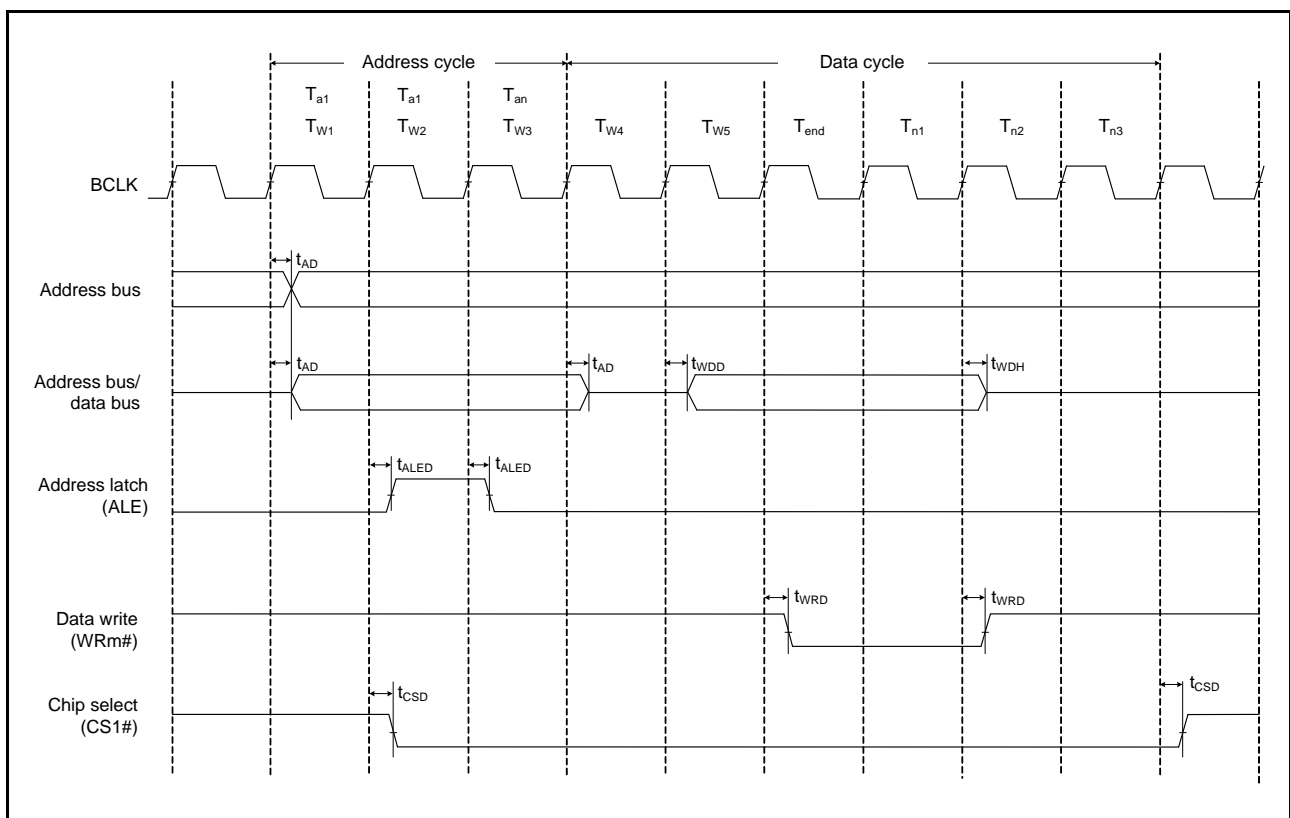 Address cycle Data cycle
Ta1 Ta1 Tan
TW1 TW2 TW3 TW4 TW5 Tend Tn1 Tn2 Tn3
BCLK
tAD
Address bus
tAD tAD tWDD tWDH
Address bus/
data bus
tALED tALED
Address latch
(ALE)
tWRD tWRD
Data write
(WRm#)
tCSD tCSD
Chip select
(CS1#)